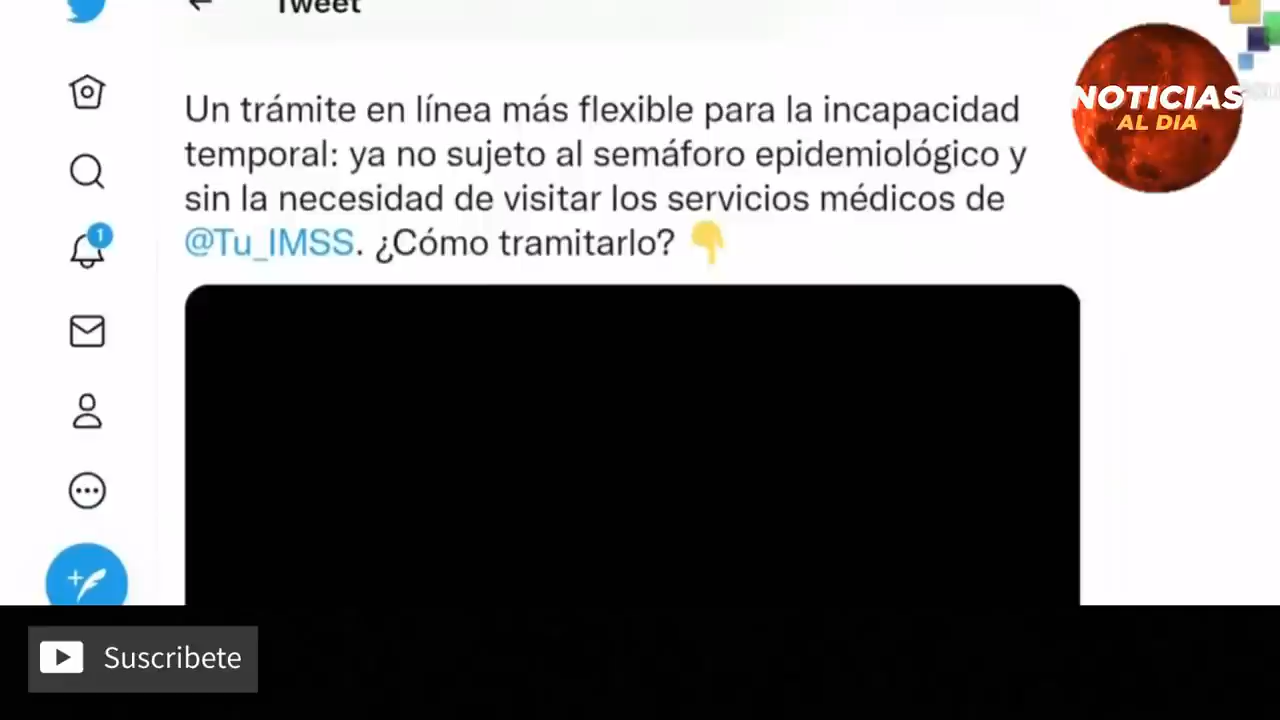 Tweet
Un trámite en línea más flexible para la incapacidad
temporal: ya no sujeto al semáforo epidemiológico y
sin la necesidad de visitar los servicios médicos de
@Tu_IMSS. ¿Cómo tramitarlo?
1
NOTICIAS
AL DIA
Suscribete